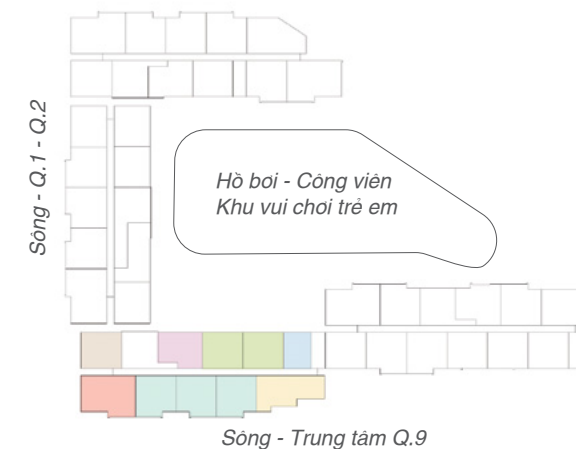 Sông - Q.1 - Q.2
Hồ bơi - Công viên
Khu vui chơi trẻ em
Sông - Trung tâm Q.9